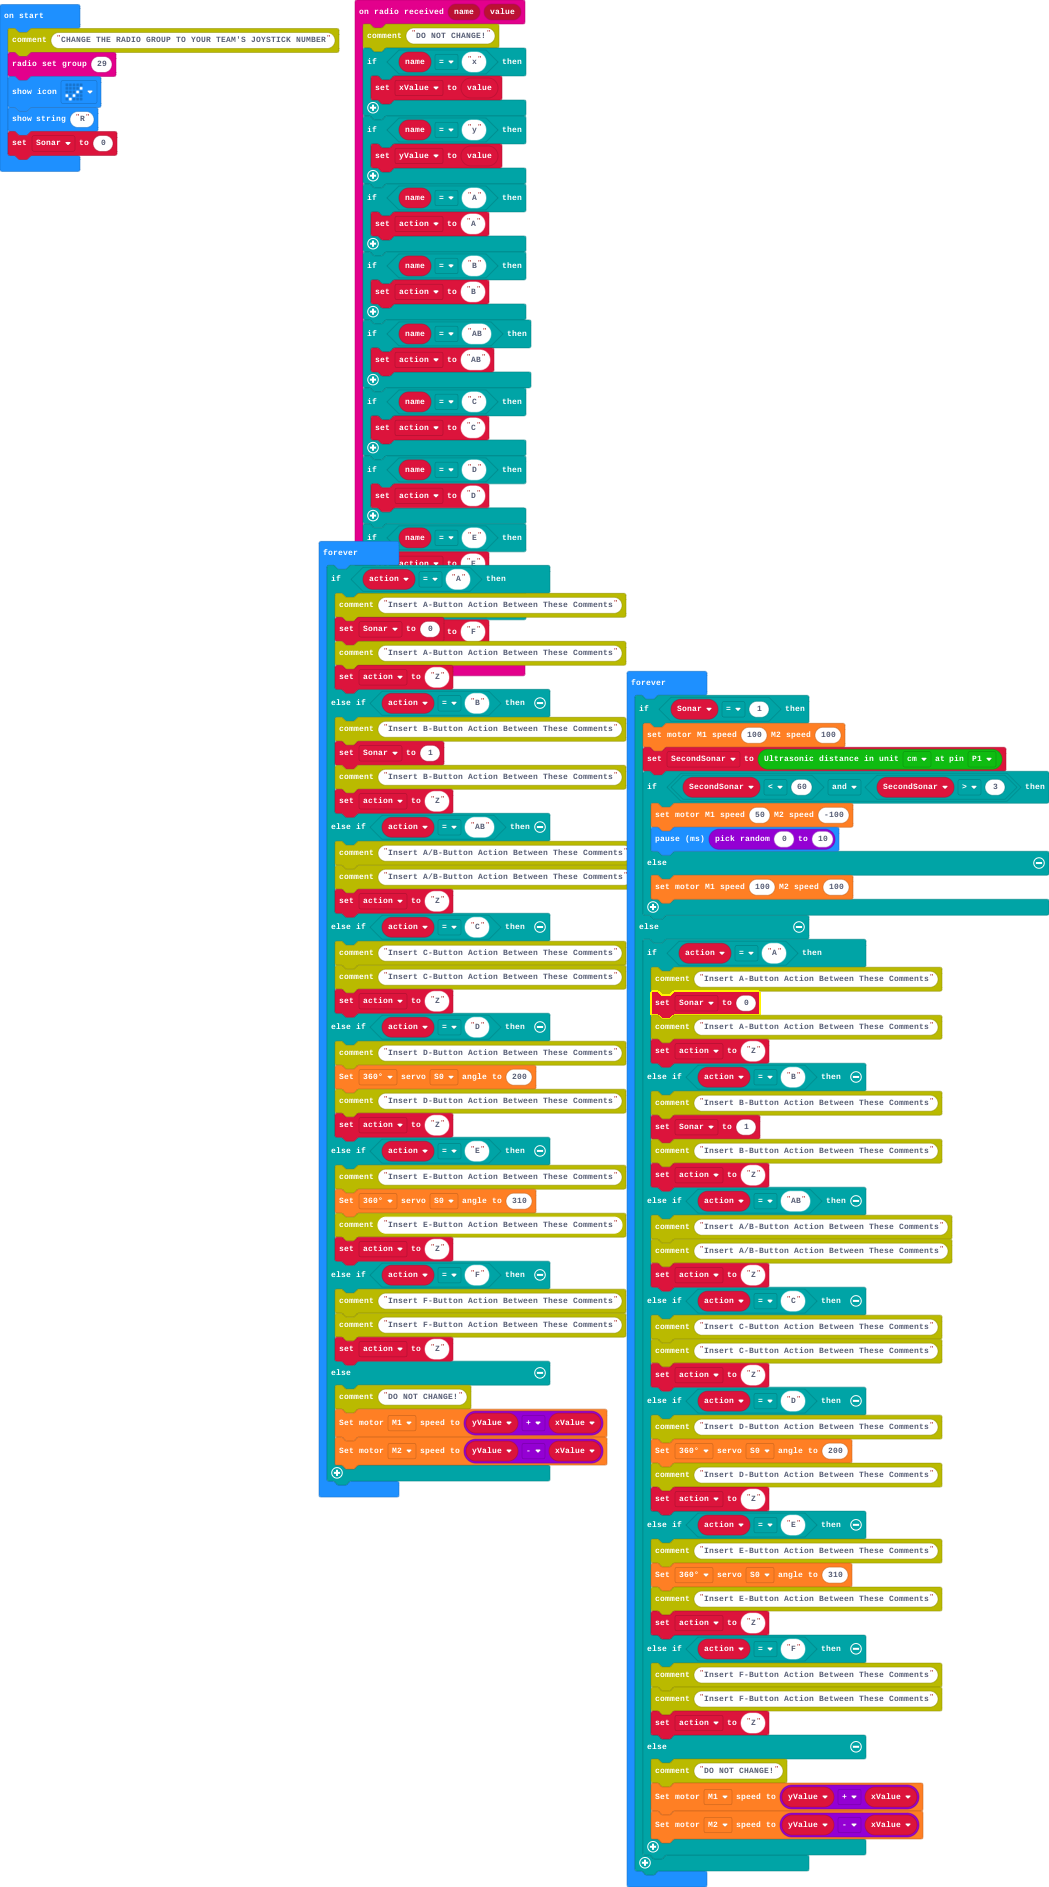 on start
comment "CHANGE THE RADIO GROUP TO YOUR TEAM'S JOYSTICK NUMBER"
radio set group 29
show icon
show string "R"
set Sonar to 0
on radio received name value
comment "DO NOT CHANGE!"
if name = "x" then
set xValue to value
if name = "y" then
set yValue to value
if name = "A" then
set action to "A"
if name = "B" then
set action to "B"
if name = "AB" then
set action to "AB"
if name = "C" then
set action to "C"
if name = "D" then
set action to "D"
if name = "E" then
action to "E"
to "F"
forever
if action = "A" then
comment "Insert A-Button Action Between These Comments"
set Sonar to 0
comment "Insert A-Button Action Between These Comments"
set action to "Z"
else if action = "B" then
comment "Insert B-Button Action Between These Comments"
set Sonar to 1
comment "Insert B-Button Action Between These Comments"
set action to "Z"
else if action = "AB" then
comment "Insert A/B-Button Action Between These Comments"
comment "Insert A/B-Button Action Between These Comments"
set action to "Z"
else if action = "C" then
comment "Insert C-Button Action Between These Comments"
comment "Insert C-Button Action Between These Comments"
set action to "Z"
else if action = "D" then
comment "Insert D-Button Action Between These Comments"
Set 360° servo S0 angle to 200
comment "Insert D-Button Action Between These Comments"
set action to "Z"
else if action = "E" then
comment "Insert E-Button Action Between These Comments"
Set 360° servo S0 angle to 310
comment "Insert E-Button Action Between These Comments"
set action to "Z"
else if action = "F" then
comment "Insert F-Button Action Between These Comments"
comment "Insert F-Button Action Between These Comments"
set action to "Z"
else
comment "DO NOT CHANGE!"
Set motor M1 speed to yValue + xValue
Set motor M2 speed to yValue - xValue
forever
if Sonar = 1 then
set motor M1 speed 100 M2 speed 100
set SecondSonar to Ultrasonic distance in unit cm at pin P1
if SecondSonar < 60 and SecondSonar > 3 then
set motor M1 speed 50 M2 speed -100
pause (ms) pick random 0 to 10
else
set motor M1 speed 100 M2 speed 100
else
if action = "A" then
comment "Insert A-Button Action Between These Comments"
set Sonar to 0
comment "Insert A-Button Action Between These Comments"
set action to "Z"
else if action = "B" then
comment "Insert B-Button Action Between These Comments"
set Sonar to 1
comment "Insert B-Button Action Between These Comments"
set action to "Z"
else if action = "AB" then
comment "Insert A/B-Button Action Between These Comments"
comment "Insert A/B-Button Action Between These Comments"
set action to "Z"
else if action = "C" then
comment "Insert C-Button Action Between These Comments"
comment "Insert C-Button Action Between These Comments"
set action to "Z"
else if action = "D" then
comment "Insert D-Button Action Between These Comments"
Set 360° servo S0 angle to 200
comment "Insert D-Button Action Between These Comments"
set action to "Z"
else if action = "E" then
comment "Insert E-Button Action Between These Comments"
Set 360° servo S0 angle to 310
comment "Insert E-Button Action Between These Comments"
set action to "Z"
else if action = "F" then
comment "Insert F-Button Action Between These Comments"
comment "Insert F-Button Action Between These Comments"
set action to "Z"
else
comment "DO NOT CHANGE!"
Set motor M1 speed to yValue + xValue
Set motor M2 speed to yValue - xValue